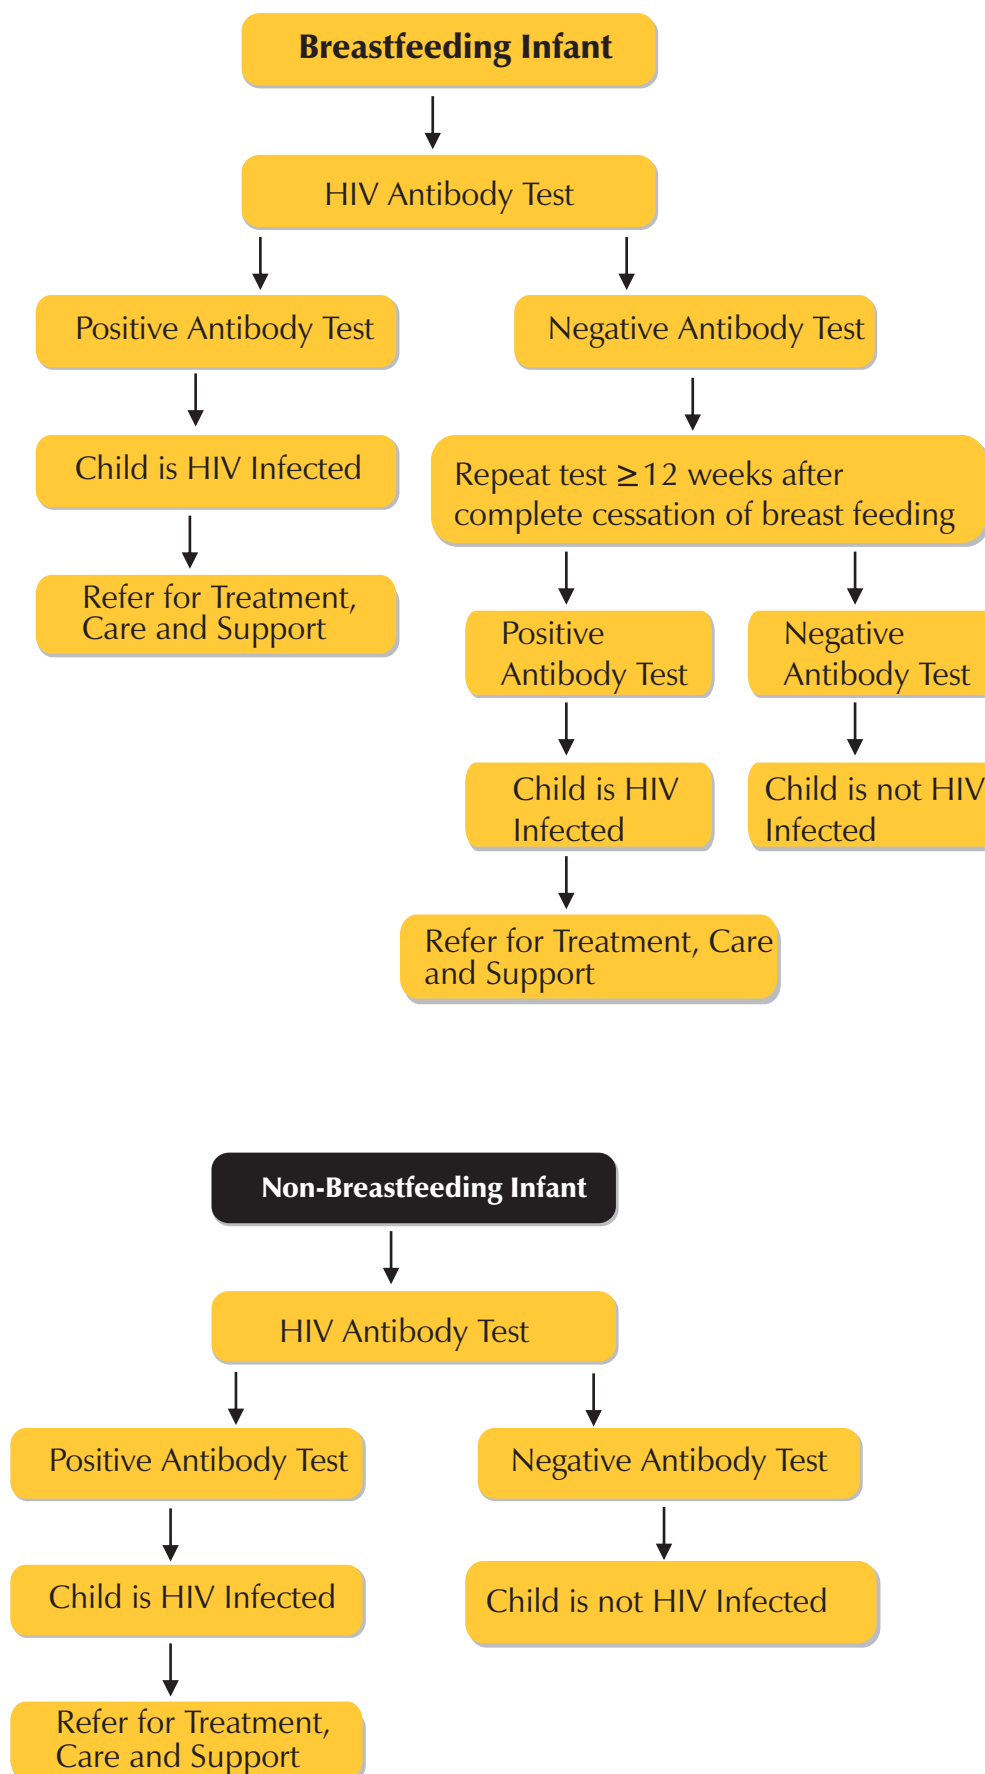 Breastfeeding Infant
HIV Antibody Test
Positive Antibody Test
Negative Antibody Test
Child is HIV Infected
Repeat test ≥12 weeks after
complete cessation of breast feeding
Refer for Treatment,
Care and Support
Positive
Antibody Test
Negative
Antibody Test
Child is HIV
Infected
Child is not HIV
Infected
Refer for Treatment, Care
and Support
Non-Breastfeeding Infant
HIV Antibody Test
Positive Antibody Test
Negative Antibody Test
Child is HIV Infected
Child is not HIV Infected
Refer for Treatment,
Care and Support